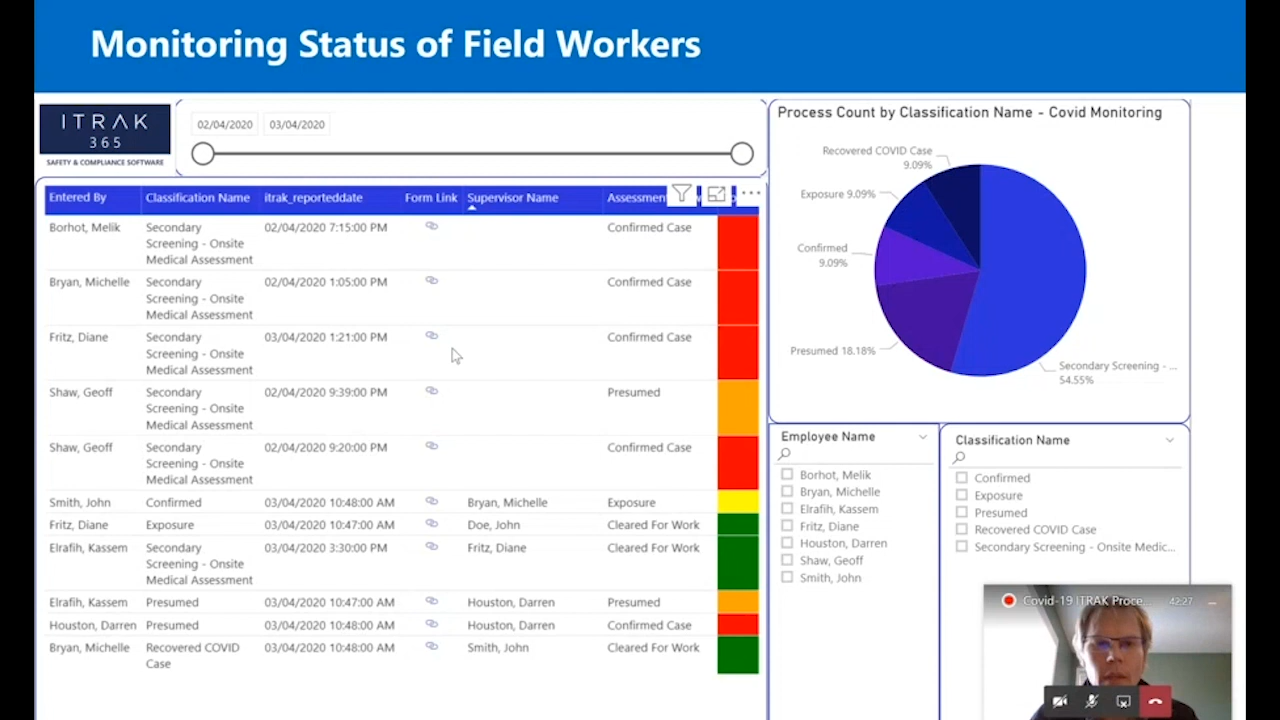 Monitoring Status of Field Workers
ITRAK
365
SAFETY & COMPLIANCE SOFTWARE
02/04/2020 03/04/2020
Entered By Classification Name itrak_reporteddate Form Link Supervisor Name Assessment
Borhot, Melik Secondary 02/04/2020 7:15:00 PM Confirmed Case
Screening - Onsite
Medical Assessment
Bryan, Michelle Secondary 02/04/2020 1:05:00 PM Confirmed Case
Screening - Onsite
Medical Assessment
Fritz, Diane Secondary 03/04/2020 1:21:00 PM Confirmed Case
Screening - Onsite
Medical Assessment
Shaw, Geoff Secondary 02/04/2020 9:39:00 PM Presumed
Screening - Onsite
Medical Assessment
Shaw, Geoff Secondary 02/04/2020 9:20:00 PM Confirmed Case
Screening - Onsite
Medical Assessment
Smith, John Confirmed 03/04/2020 10:48:00 AM Bryan, Michelle Exposure
Fritz, Diane Exposure 03/04/2020 10:47:00 AM Doe, John Cleared For Work
Elrafih, Kassem Secondary 03/04/2020 3:30:00 PM Fritz, Diane Cleared For Work
Screening - Onsite
Medical Assessment
Elrafih, Kassem Presumed 03/04/2020 10:47:00 AM Houston, Darren Presumed
Houston, Darren Presumed 03/04/2020 10:48:00 AM Houston, Darren Confirmed Case
Bryan, Michelle Recovered COVID 03/04/2020 10:48:00 AM Smith, John Cleared For Work
Case
Process Count by Classification Name - Covid Monitoring
Recovered COVID Case
9.09%
Exposure 9.09%
Confirmed
9.09%
Presumed 18.18%
Secondary Screening - ...
54.55%
Employee Name
Borhot, Melik
Bryan, Michelle
Elrafih, Kassem
Fritz, Diane
Houston, Darren
Shaw, Geoff
Smith, John
Classification Name
Confirmed
Exposure
Presumed
Recovered COVID Case
Secondary Screening - Onsite Medic...
Covid-19 ITRAK Proce... 42:27